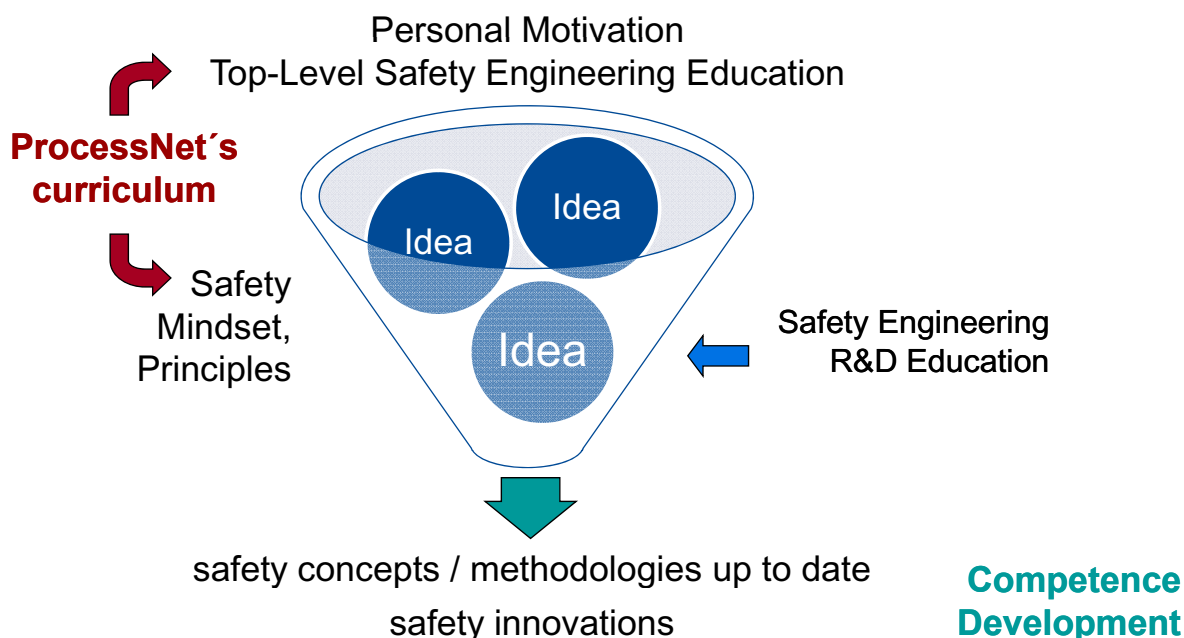 Personal Motivation
Top-Level Safety Engineering Education
ProcessNet´s
curriculum
Idea
Idea
Safety
Mindset,
Principles
Idea
Safety Engineering
R&D Education
safety concepts / methodologies up to date
safety innovations
Competence
Development